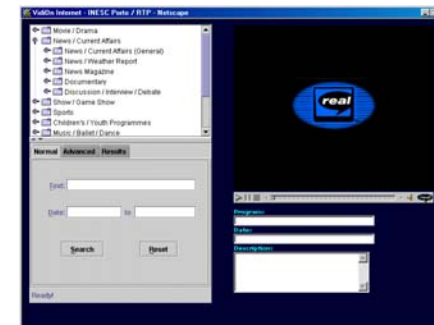 VidiOn Internet - INESC Porto / RTP - Netscape
Movie / Drama
News / Current Affairs
News / Current Affairs (General)
News / Weather Report
News Magazine
Documentary
Discussion / Interview / Debate
Show / Game Show
Sports
Children's / Youth Programmes
Music / Ballet / Dance
Normal Advanced Results
Text:
Date: to
Search Reset
Ready!
real
Program:
Date:
Description: